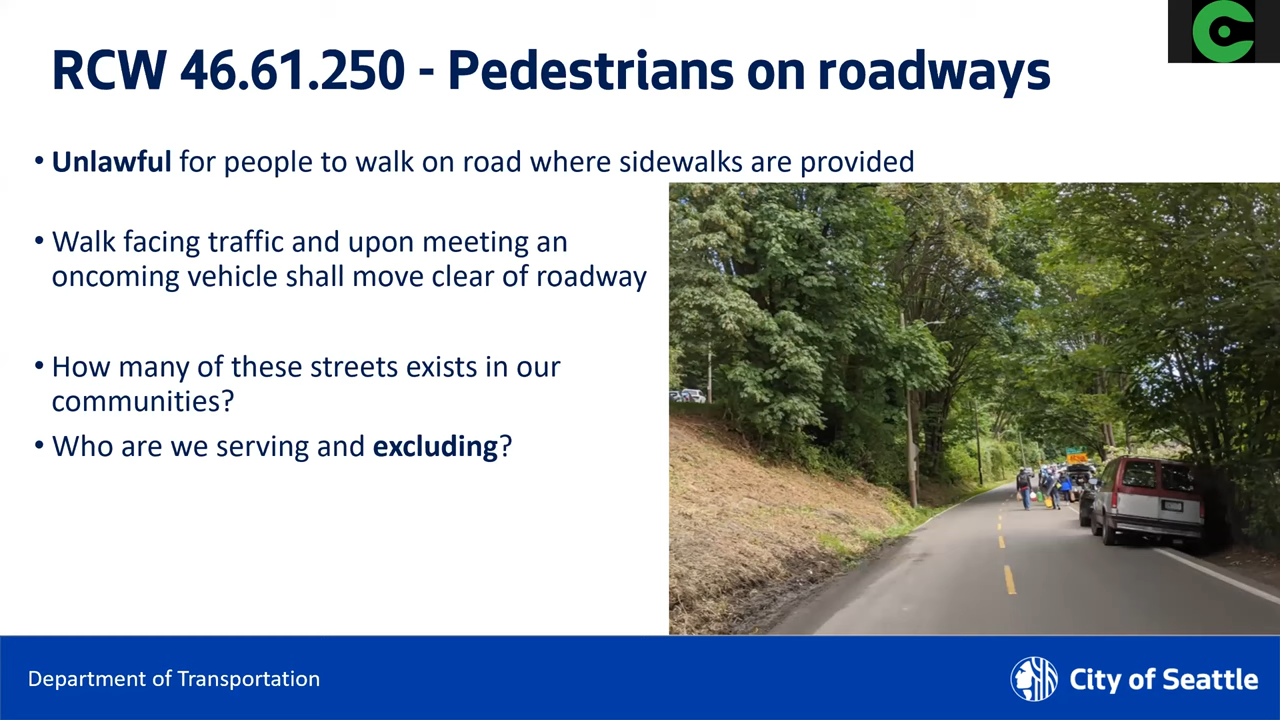 RCW 46.61.250 - Pedestrians on roadways
• Unlawful for people to walk on road where sidewalks are provided
• Walk facing traffic and upon meeting an
oncoming vehicle shall move clear of roadway
• How many of these streets exists in our
communities?
• Who are we serving and excluding?
Department of Transportation
City of Seattle